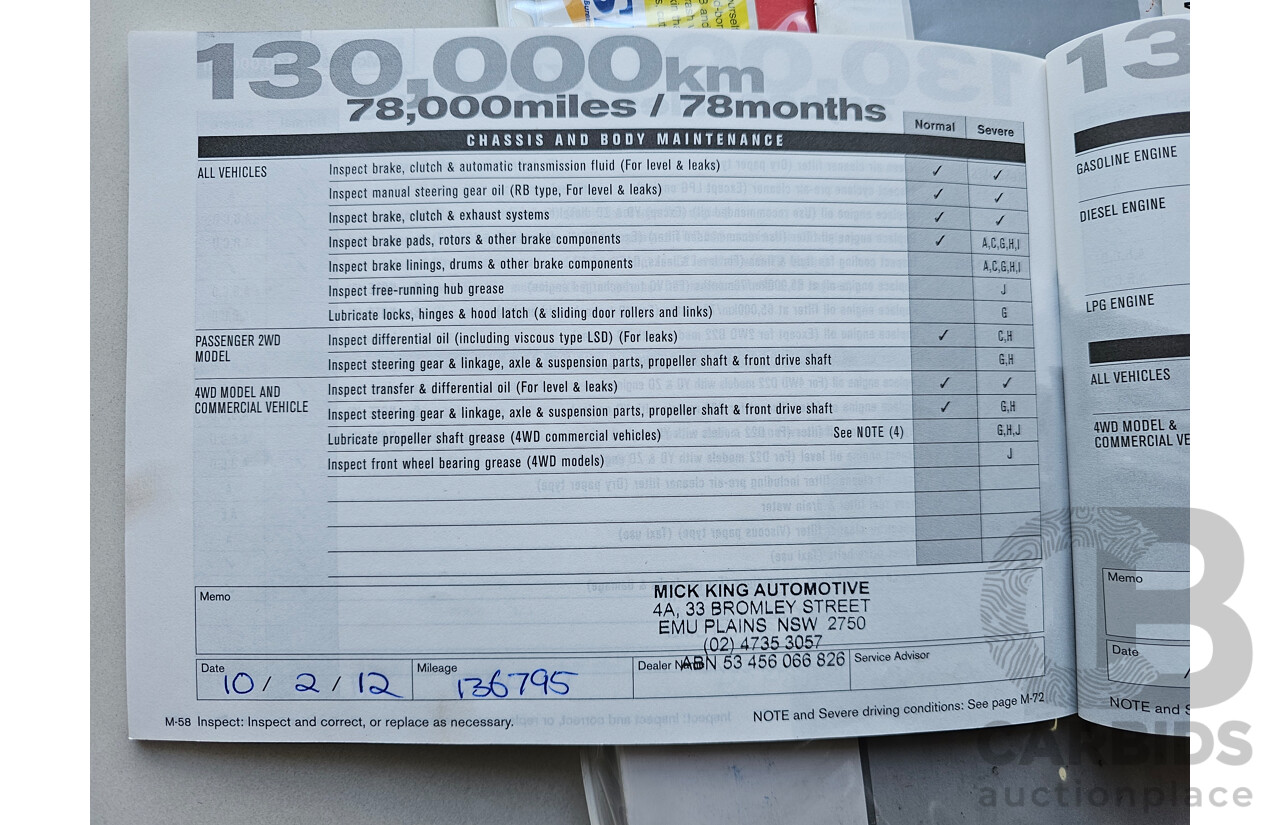 130,000km
78,000miles / 78months
CHASSIS AND BODY MAINTENANCE
Normal
Severe
ALL VEHICLES
Inspect brake, clutch & automatic transmission fluid (For level & leaks) ✓ ✓
Inspect manual steering gear oil (RB type, For level & leaks) ✓ ✓
Inspect brake, clutch & exhaust systems ✓ ✓
Inspect brake pads, rotors & other brake components ✓ A,C,G,H,I
Inspect brake linings, drums & other brake components A,C,G,H,I
Inspect free-running hub grease J
Lubricate locks, hinges & hood latch (& sliding door rollers and links) G
PASSENGER 2WD
MODEL
Inspect differential oil (including viscous type LSD) (For leaks) ✓ C,H
Inspect steering gear & linkage, axle & suspension parts, propeller shaft & front drive shaft G,H
4WD MODEL AND
COMMERCIAL VEHICLE
Inspect transfer & differential oil (For level & leaks) ✓ ✓
Inspect steering gear & linkage, axle & suspension parts, propeller shaft & front drive shaft ✓ G,H
Lubricate propeller shaft grease (4WD commercial vehicles) See NOTE (4) G,H,J
Inspect front wheel bearing grease (4WD models) J
Memo
MICK KING AUTOMOTIVE
4A, 33 BROMLEY STREET
EMU PLAINS NSW 2750
(02) 4735 3057
ABN 53 456 066 826
Date
10 / 2 / 12
Mileage
136795
Dealer Name
Service Advisor
M-58 Inspect: Inspect and correct, or replace as necessary.
NOTE and Severe driving conditions: See page M-72
13
GASOLINE ENGINE
DIESEL ENGINE
LPG ENGINE
ALL VEHICLES
4WD MODEL &
COMMERCIAL VE
Memo
Date
/
NOTE and S
CB
CARBIDS
auctionplace